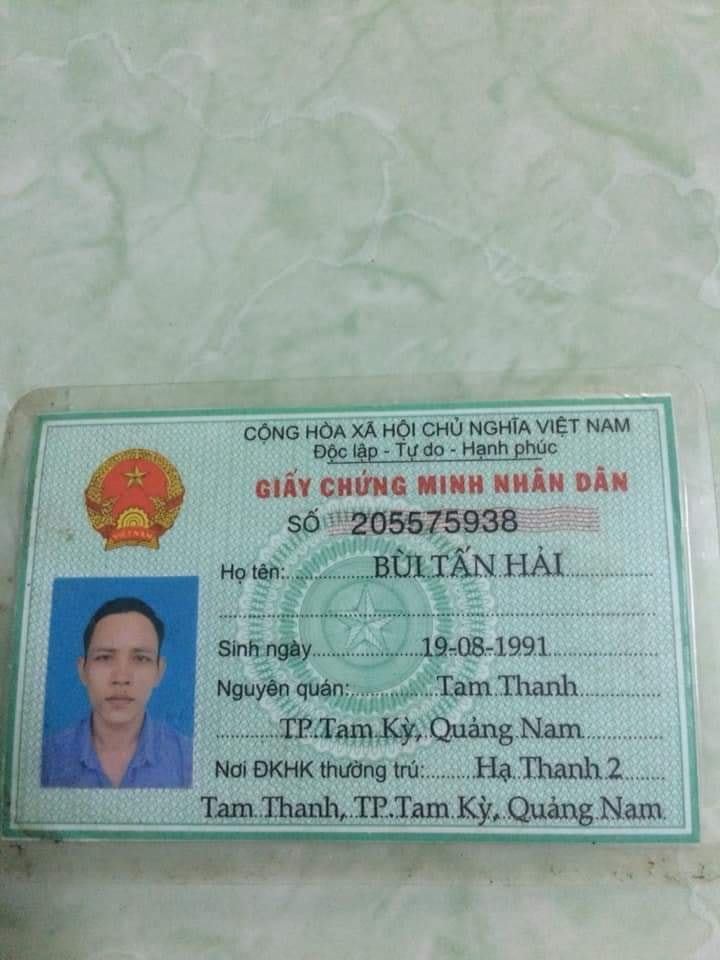 CỘNG HÒA XÃ HỘI CHỦ NGHĨA VIỆT NAM
Độc lập - Tự do - Hạnh phúc
GIẤY CHỨNG MINH NHÂN DÂN
SỐ 205575938
Họ tên: BÙI TẤN HẢI
Sinh ngày 19-08-1991
Nguyên quán: Tam Thanh
TP.Tam Kỳ, Quảng Nam
Nơi ĐKHK thường trú: Hạ Thanh 2
Tam Thanh, TP.Tam Kỳ, Quảng Nam
VIỆT NAM